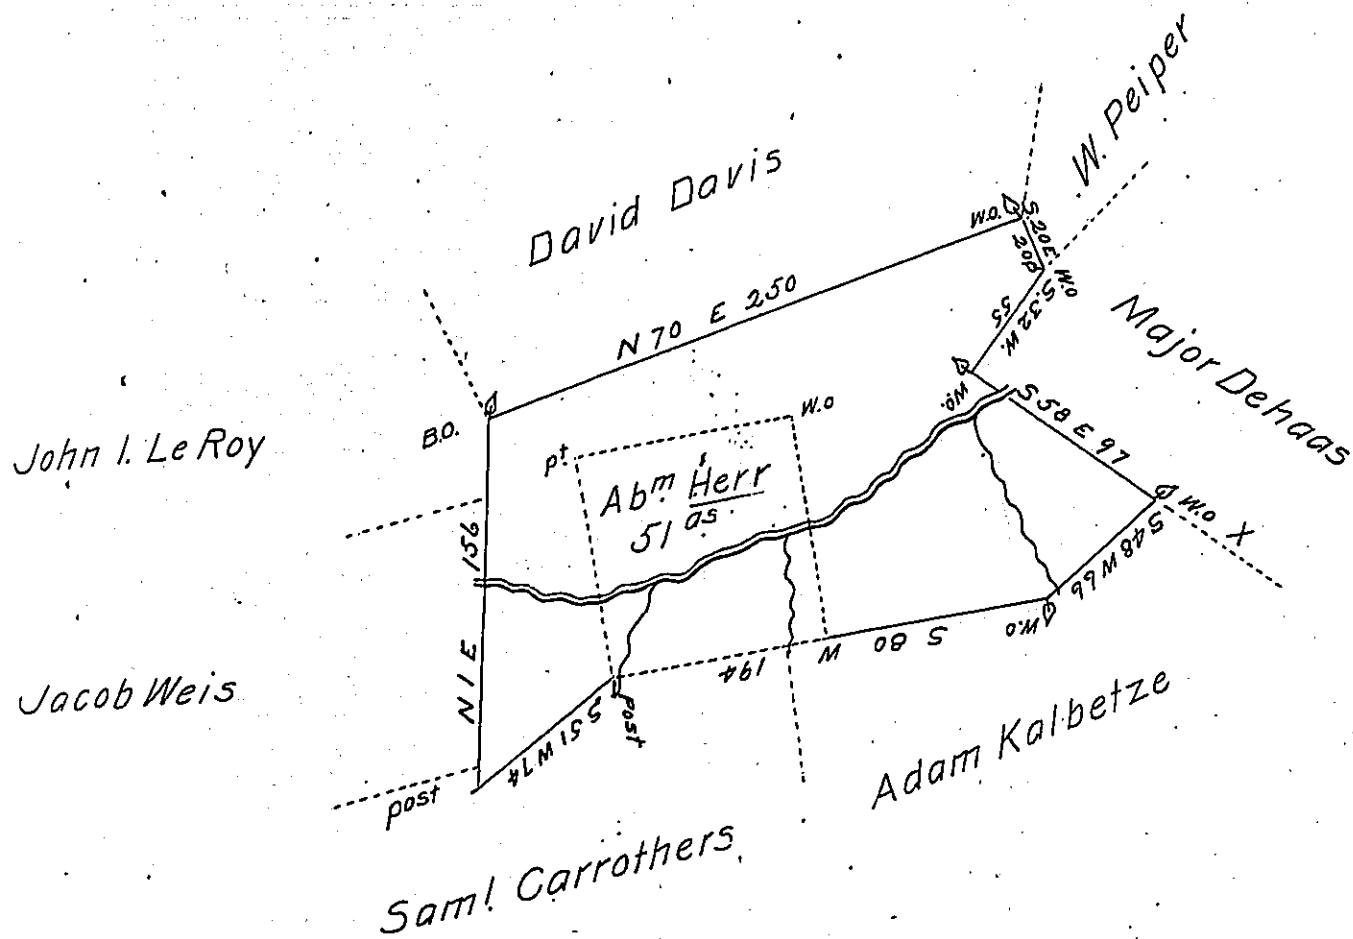 W. Peiper
David Davis
W.O.
S. 20 E.
20p
W.O
S. 32 W.
55
Major Dehaas
N 70 E 250
W.O.
S 58 E 97
B.O.
W.O
John I. Le Roy
pt
Abm Herr
51 as.
W.O X
S 48 W 66
N 1 E 156
W.O
S 80 W 194
Jacob Weis
post
S 51 W 74
post
Adam Kalbetze
Saml Carrothers